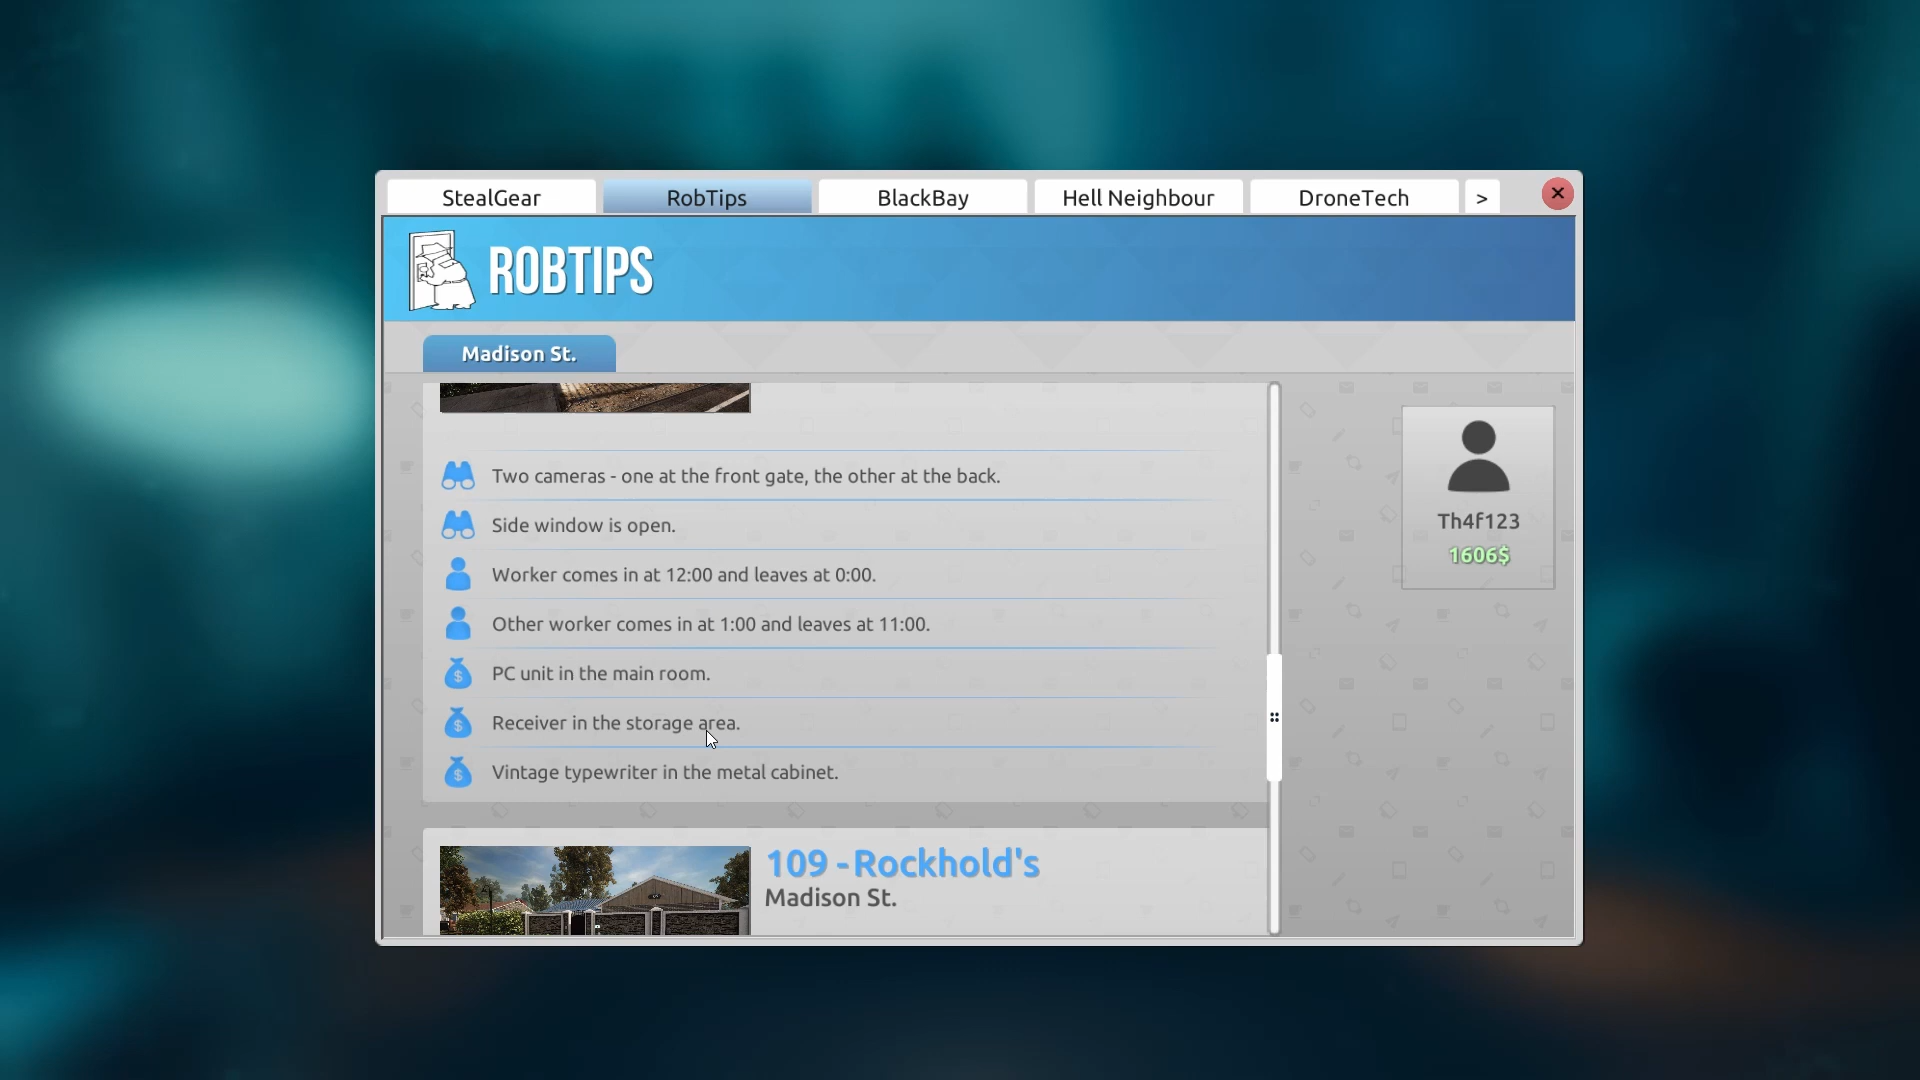 StealGear
RobTips
BlackBay
Hell Neighbour
DroneTech
>
ROBTIPS
Madison St.
Two cameras - one at the front gate, the other at the back.
Side window is open.
Worker comes in at 12:00 and leaves at 0:00.
Other worker comes in at 1:00 and leaves at 11:00.
PC unit in the main room.
Receiver in the storage area.
Vintage typewriter in the metal cabinet.
Th4f123
1606$
109 - Rockhold's
Madison St.